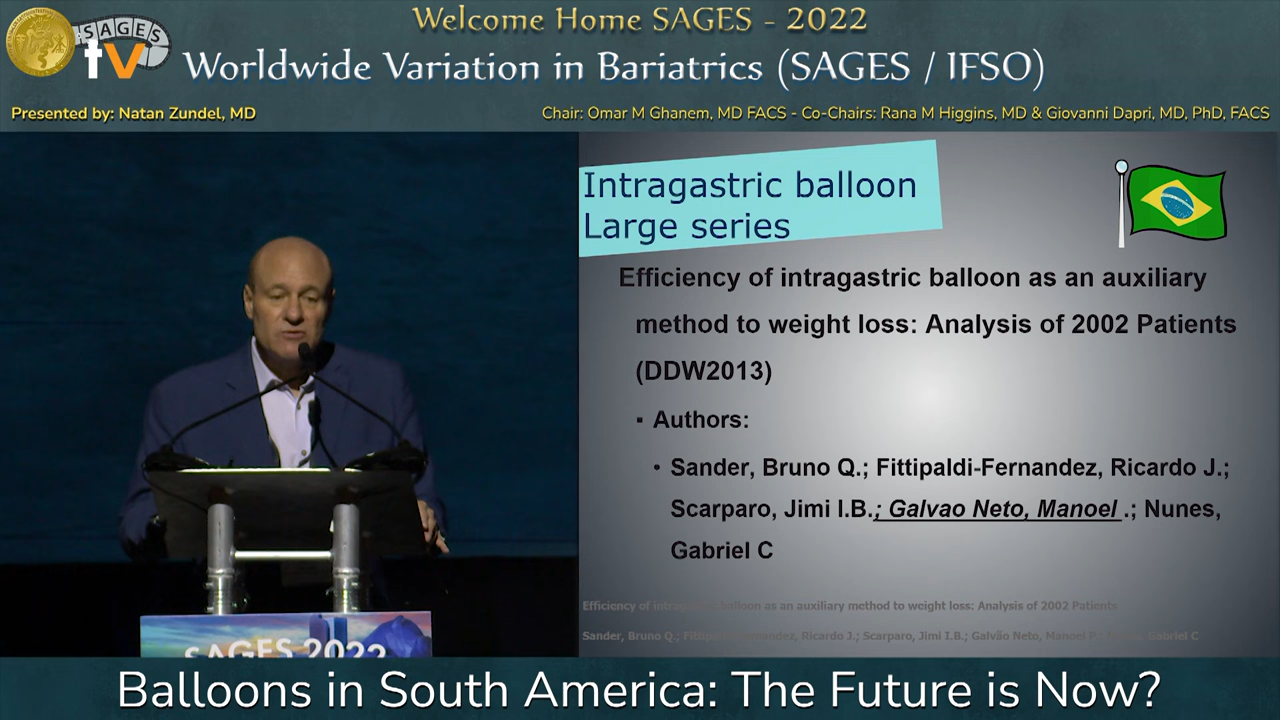 Welcome Home SAGES - 2022
SAGES
tv
Worldwide Variation in Bariatrics (SAGES / IFSO)
Presented by: Natan Zundel, MD
Chair: Omar M Ghanem, MD FACS - Co-Chairs: Rana M Higgins, MD & Giovanni Dapri, MD, PhD, FACS
Intragastric balloon
Large series
Efficiency of intragastric balloon as an auxiliary
method to weight loss: Analysis of 2002 Patients
(DDW2013)
▪ Authors:
• Sander, Bruno Q.; Fittipaldi-Fernandez, Ricardo J.;
Scarparo, Jimi I.B.; Galvao Neto, Manoel .; Nunes,
Gabriel C
Efficiency of intragastric balloon as an auxiliary method to weight loss: Analysis of 2002 Patients
Sander, Bruno Q.; Fittipaldi-Fernandez, Ricardo J.; Scarparo, Jimi I.B.; Galvão Neto, Manoel Gabriel C
SAGES 2022
Balloons in South America: The Future is Now?